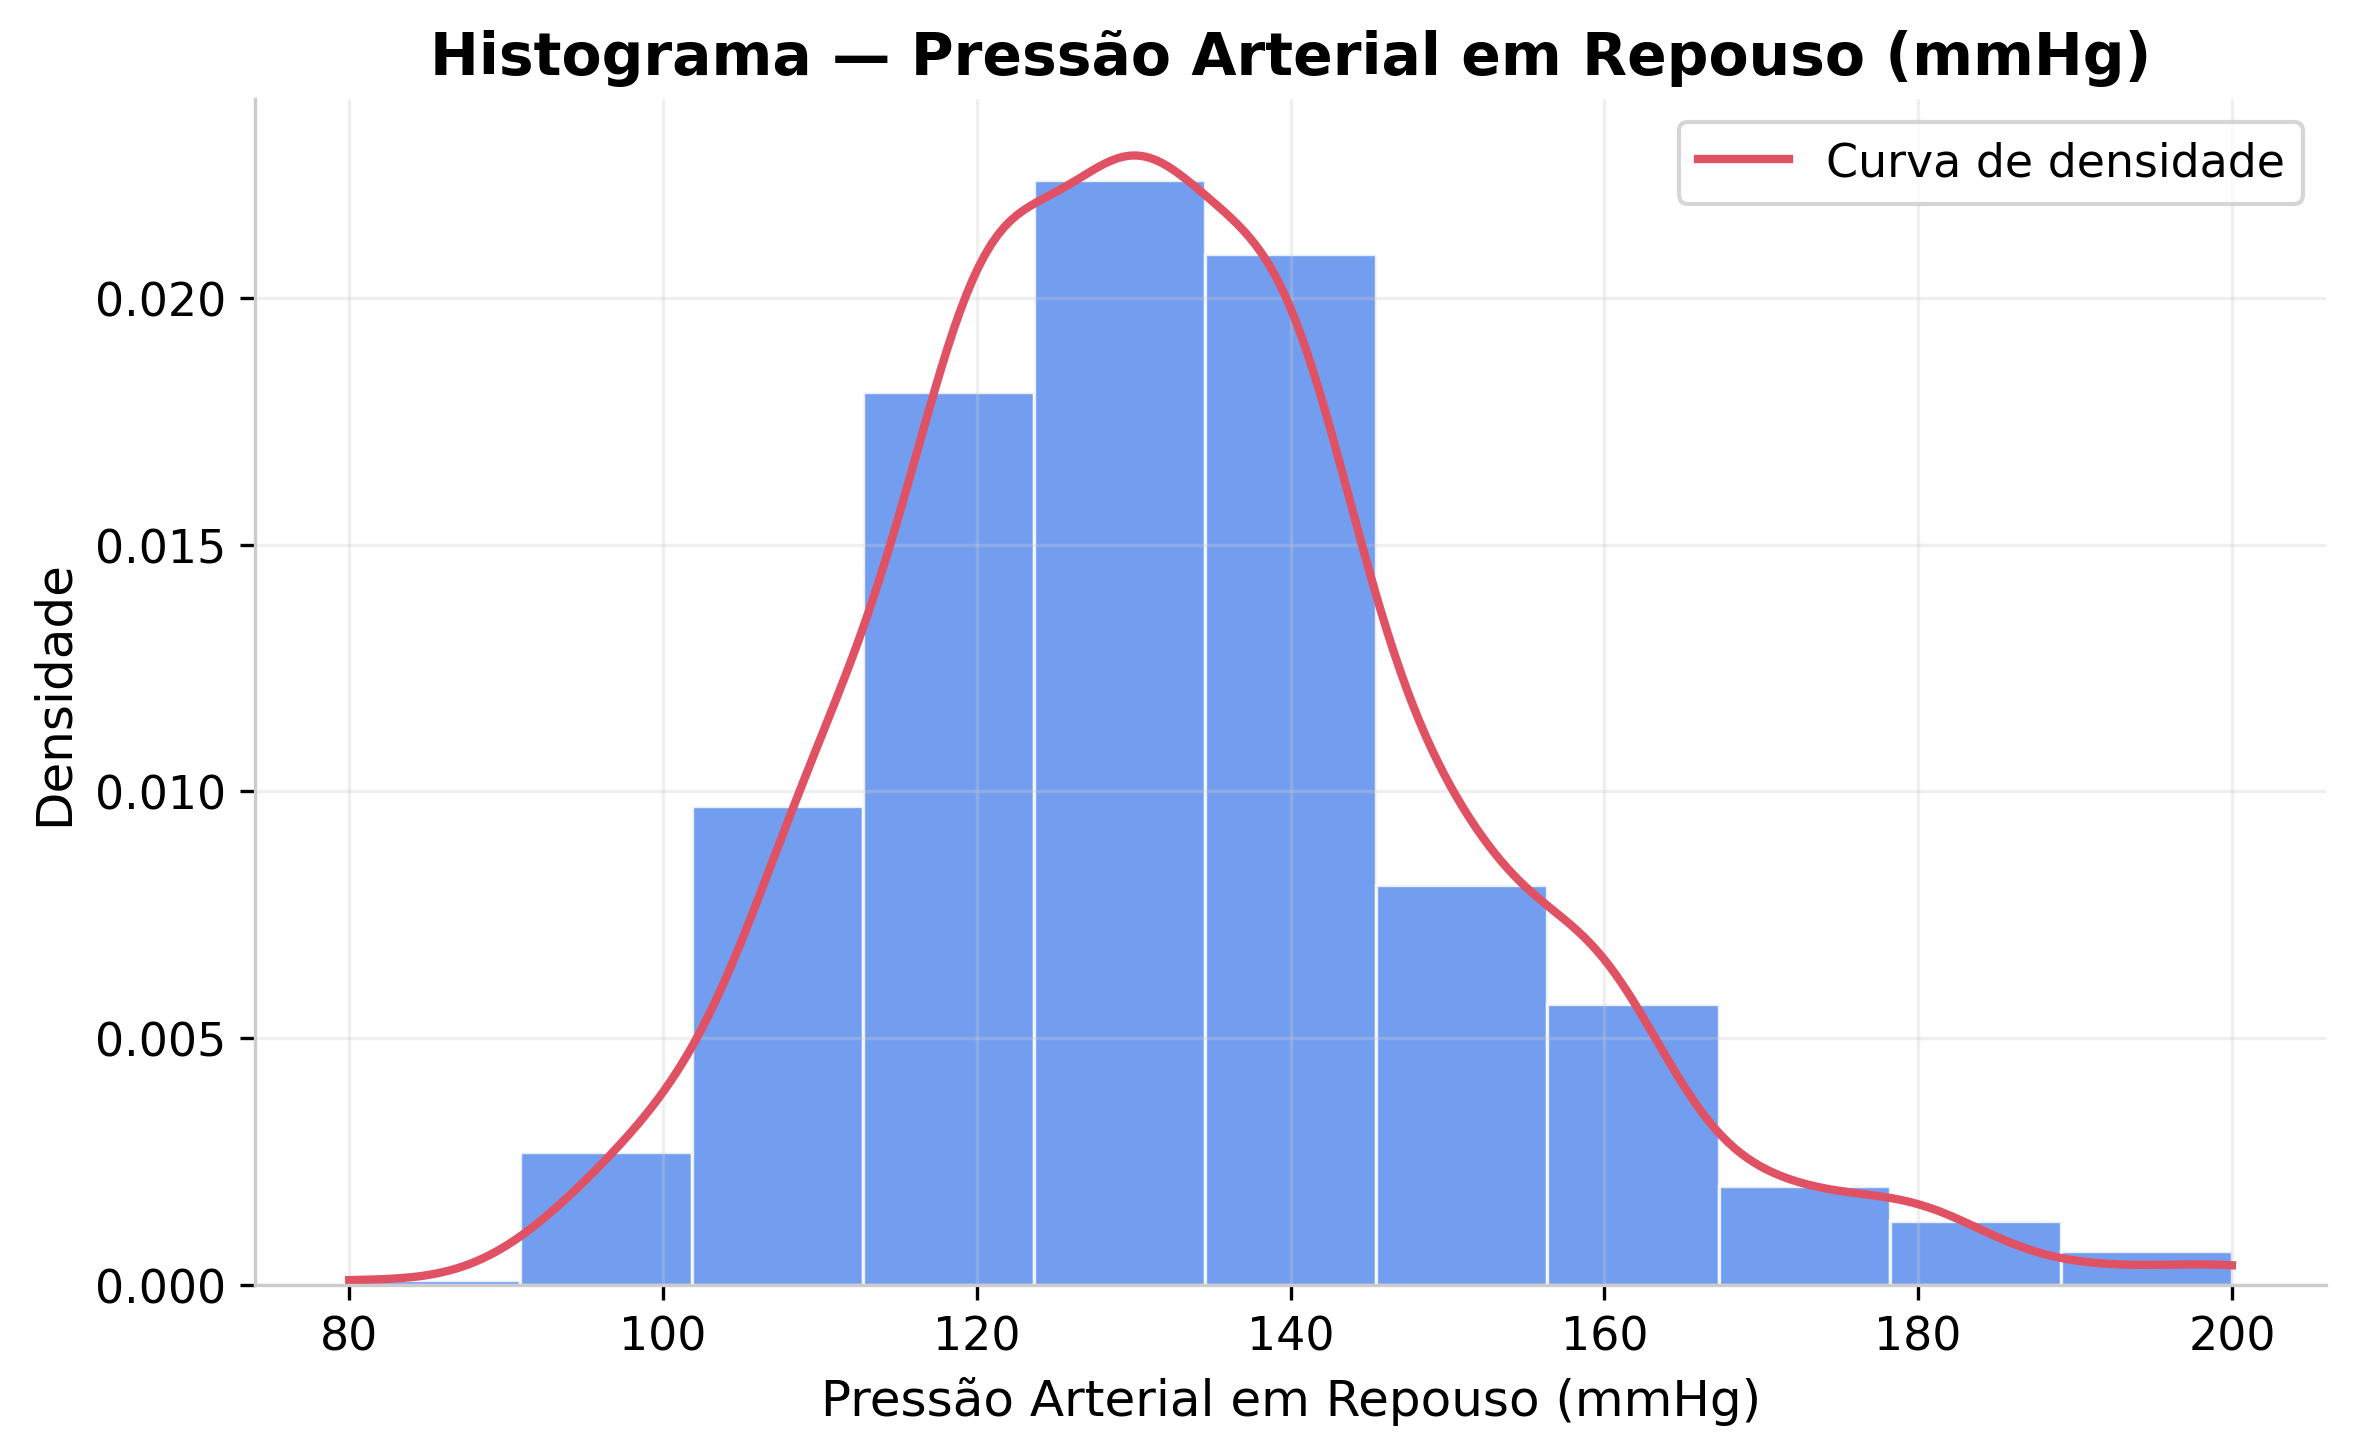 Histograma — Pressão Arterial em Repouso (mmHg)
Curva de densidade
Densidade
0.020
0.015
0.010
0.005
0.000
80 100 120 140 160 180 200
Pressão Arterial em Repouso (mmHg)